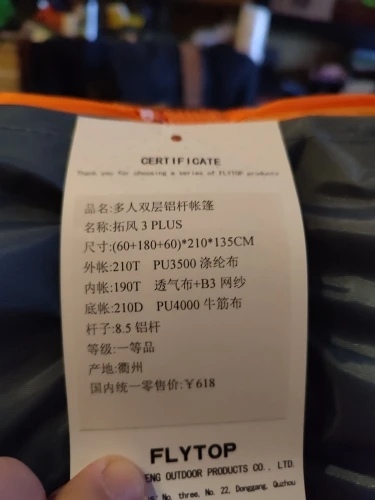 CERTIFICATE
Thank you for choosing a series of FLYTOP products
品名:多人双层铝杆帐篷
名称:拓风 3 PLUS
尺寸:(60+180+60)*210*135CM
外帐:210T PU3500 涤纶布
内帐:190T 透气布+B3 网纱
底帐:210D PU4000 牛筋布
杆子:8.5 铝杆
等级:一等品
产地:衢州
国内统一零售价:¥618
FLYTOP
ENG OUTDOOR PRODUCTS CO., LTD.
No. three, No. 22, Donggang, Quzhou